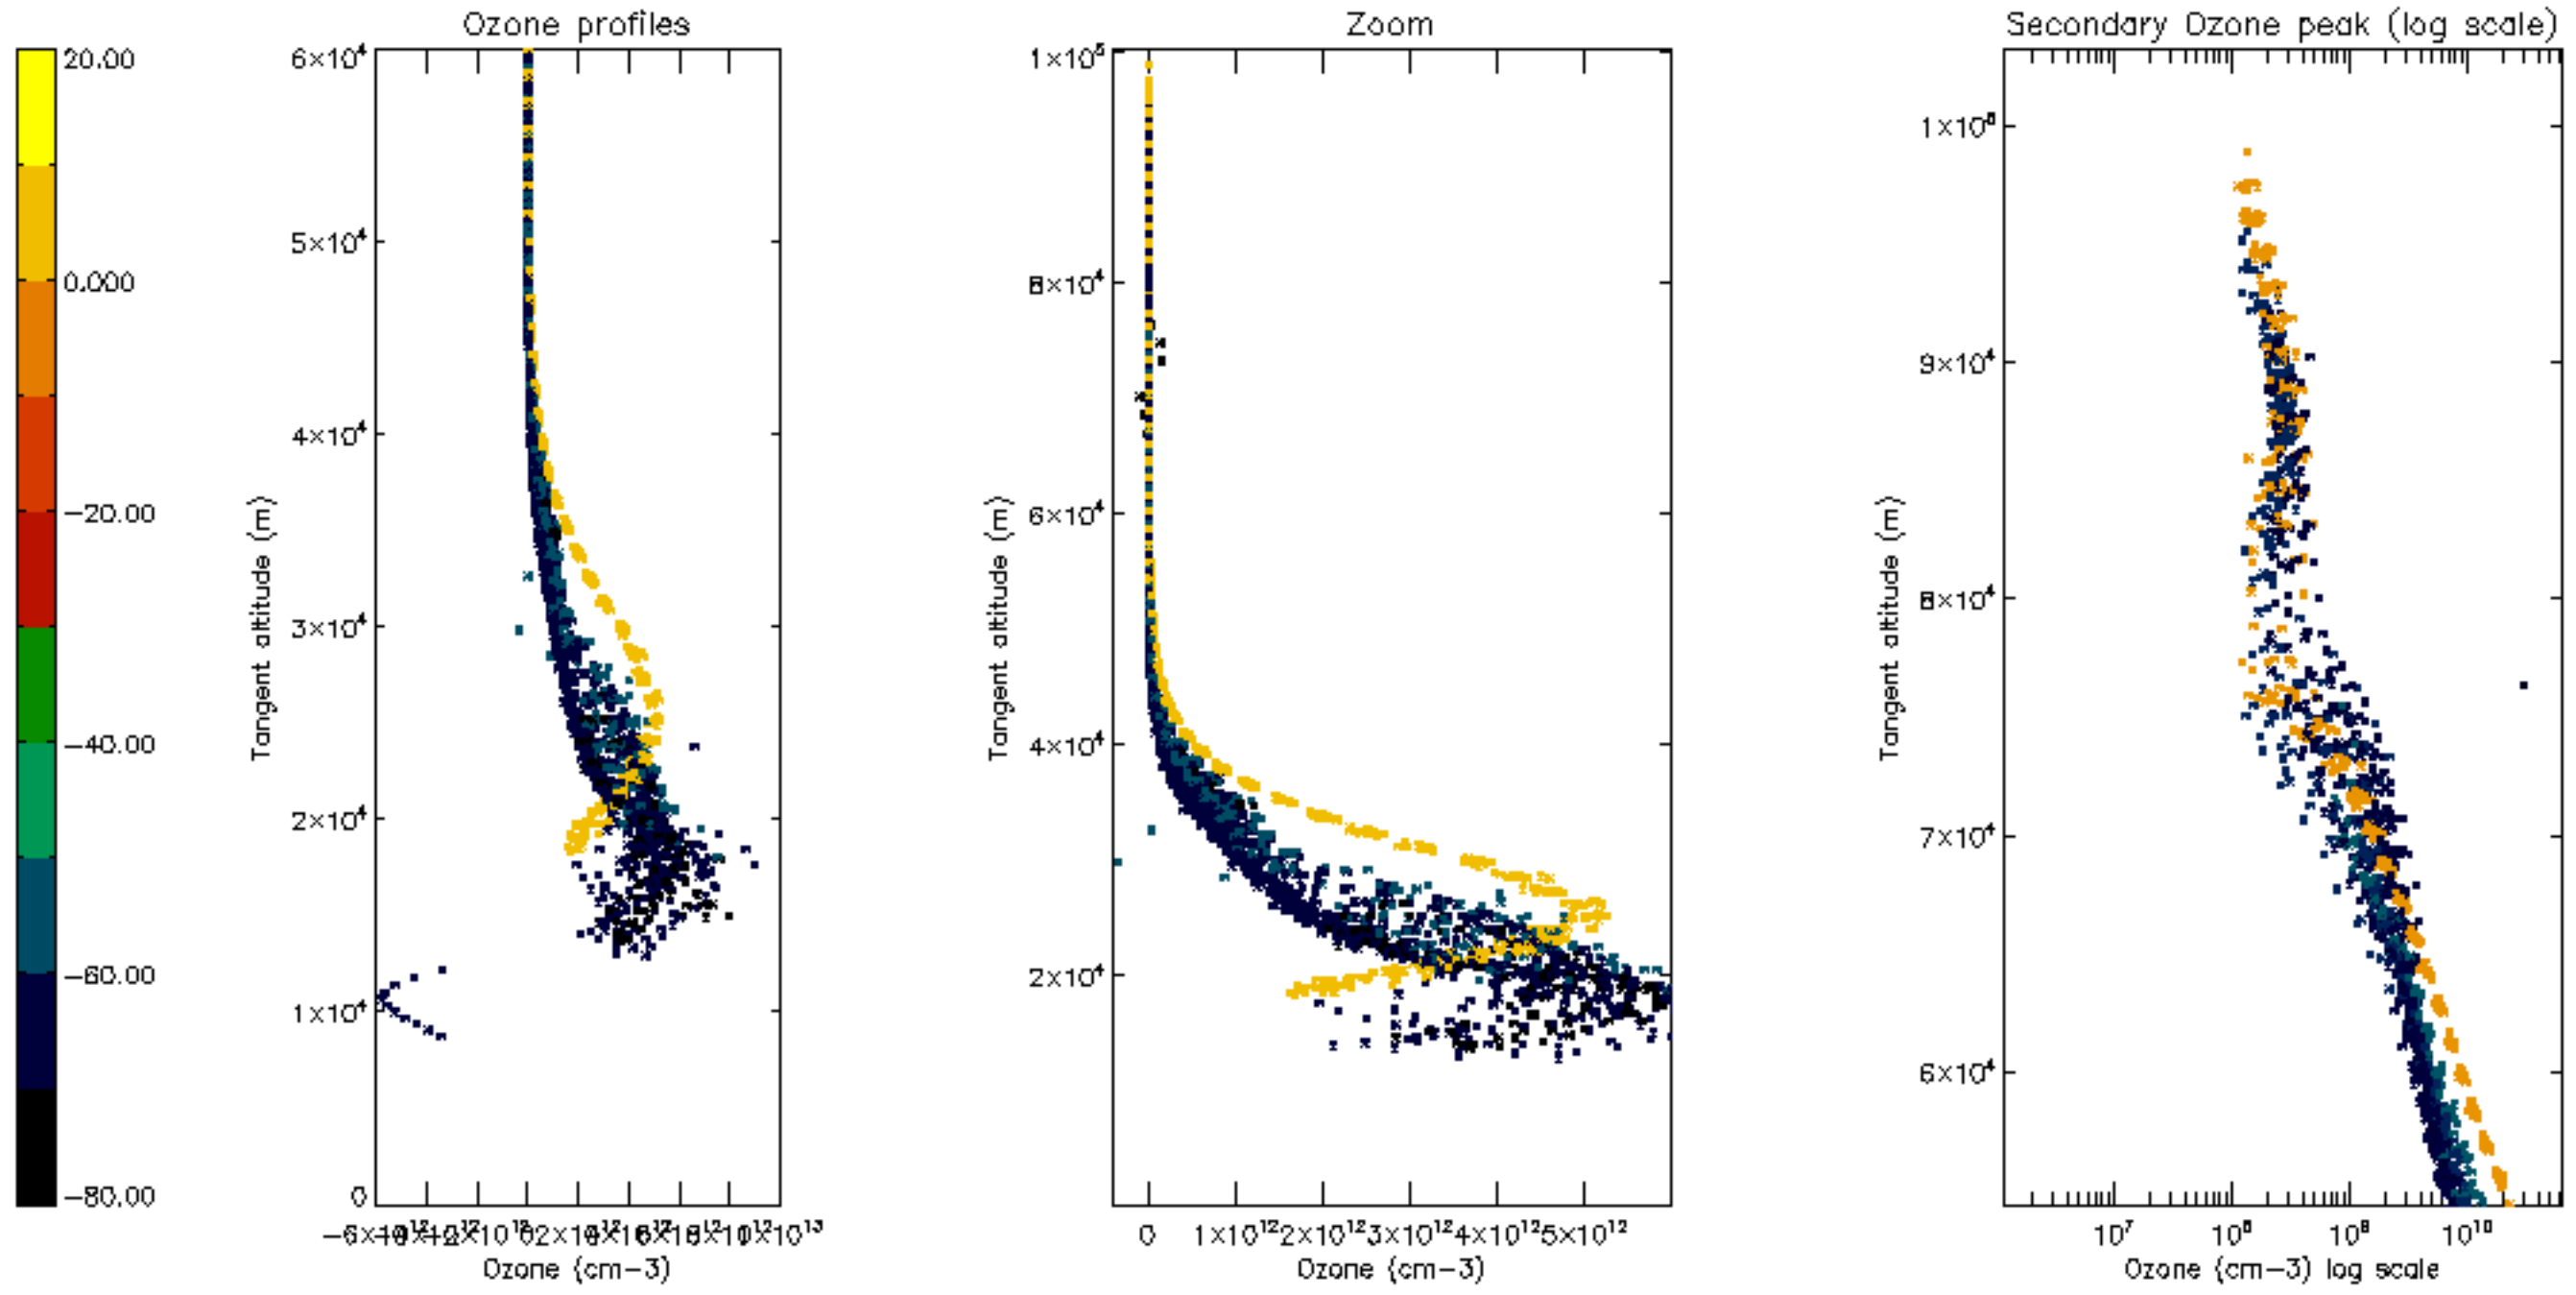 Ozone profiles
Zoom
Secondary Ozone peak (log scale)
20.00
0.000
−20.00
−40.00
−60.00
−80.00
6×10⁴
5×10⁴
4×10⁴
3×10⁴
2×10⁴
1×10⁴
0
Tangent altitude (m)
Ozone (cm−3)
1×10⁵
8×10⁴
6×10⁴
4×10⁴
2×10⁴
Tangent altitude (m)
0 1×10¹² 2×10¹² 3×10¹² 4×10¹² 5×10¹²
Ozone (cm−3)
1×10⁵
9×10⁴
8×10⁴
7×10⁴
6×10⁴
Tangent altitude (m)
10⁷ 10⁸ 10⁹ 10¹⁰
Ozone (cm−3) log scale